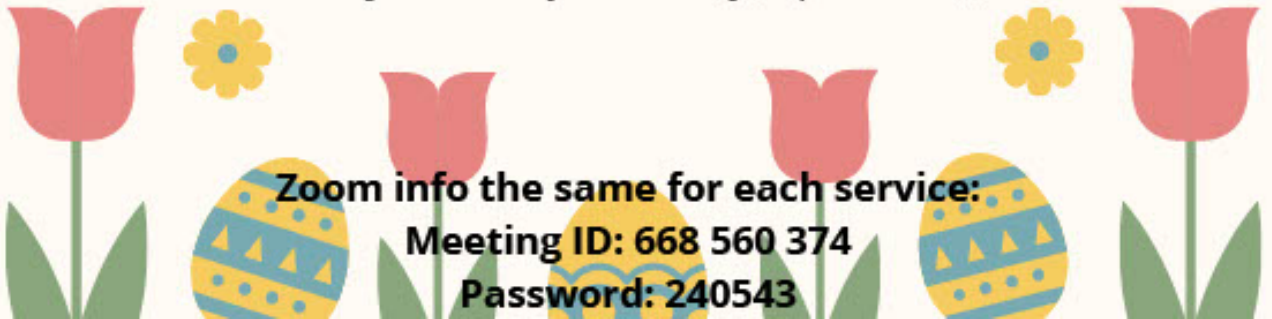 Zoom info the same for each service:
Meeting ID: 668 560 374
Password: 240543